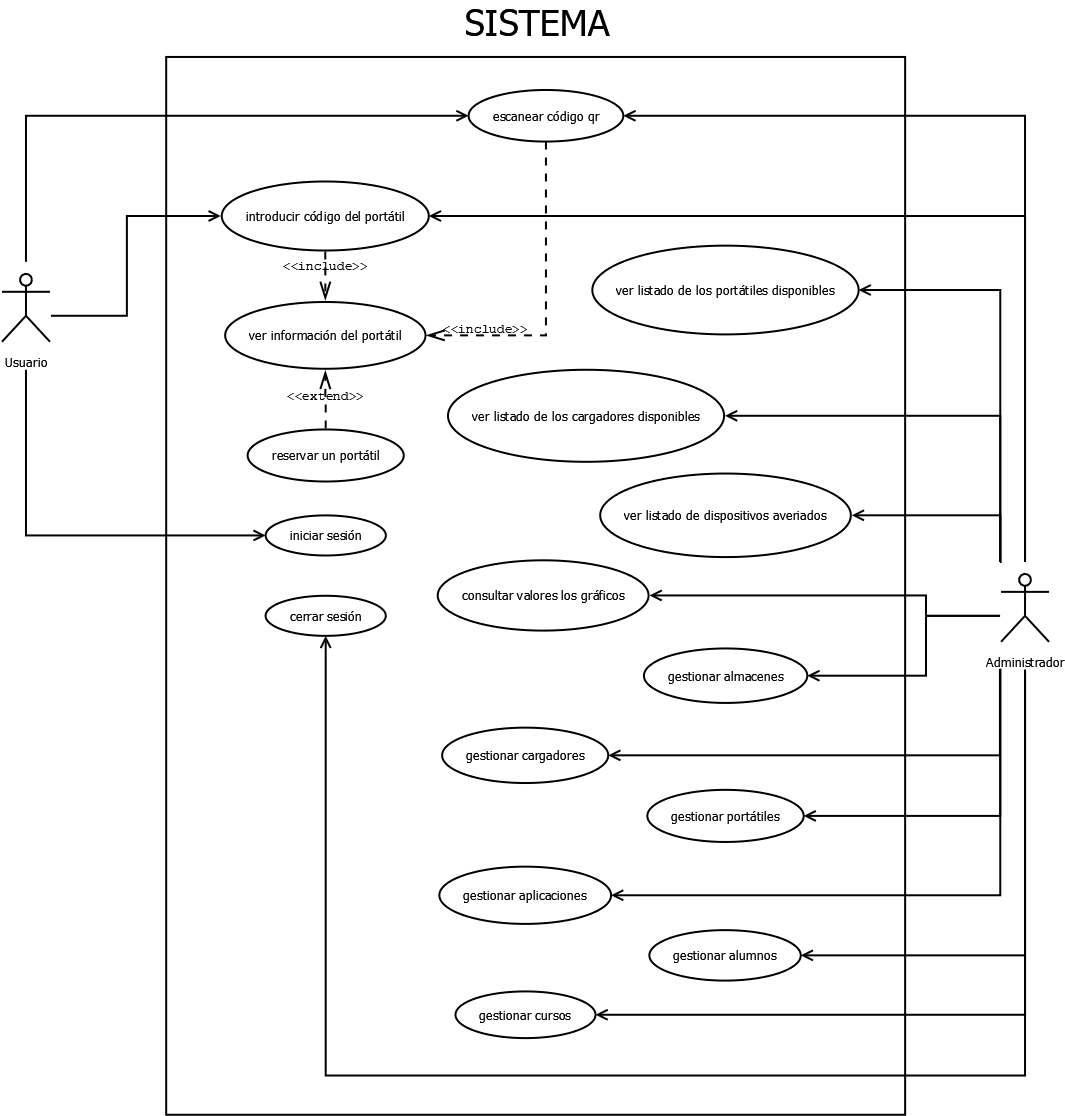 SISTEMA
escanear código qr
introducir código del portátil
<<include>>
ver listado de los portátiles disponibles
ver información del portátil
<<include>>
Usuario
<<extend>>
ver listado de los cargadores disponibles
reservar un portátil
ver listado de dispositivos averiados
iniciar sesión
consultar valores los gráficos
cerrar sesión
Administrador
gestionar almacenes
gestionar cargadores
gestionar portátiles
gestionar aplicaciones
gestionar alumnos
gestionar cursos